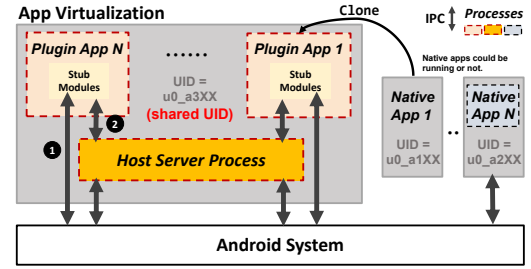 App Virtualization
Clone
IPC
Processes
Plugin App N
Stub
Modules
......
UID =
u0_a3XX
(shared UID)
Plugin App 1
Stub
Modules
Native apps could be
running or not.
1
2
Host Server Process
Native
App 1
UID =
u0_a1XX
..
Native
App N
UID =
u0_a2XX
Android System